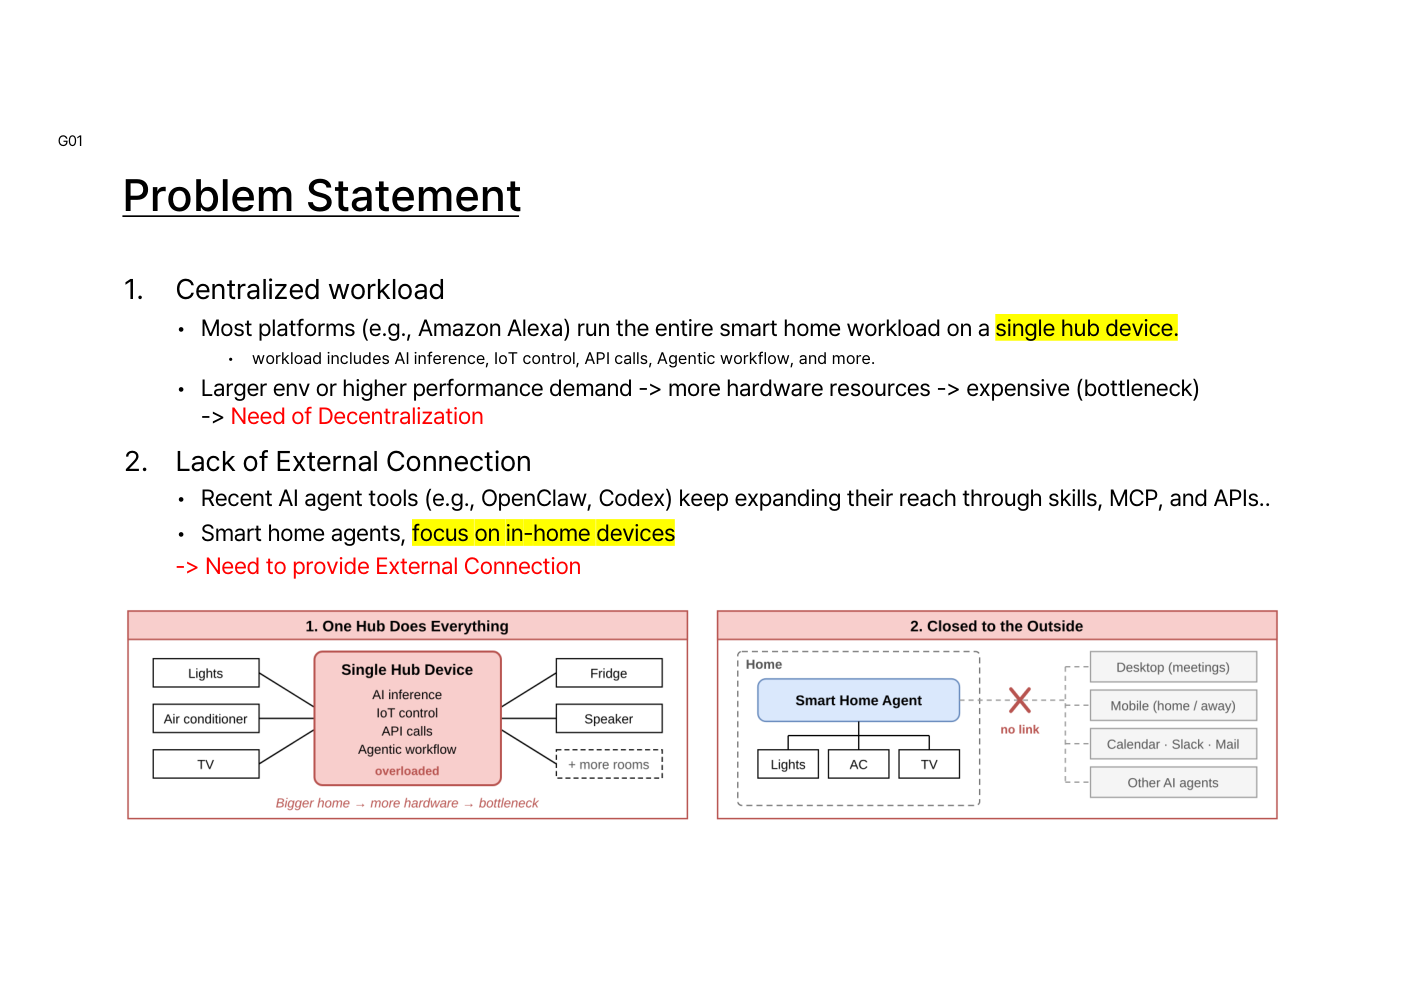 G01
Problem Statement
1. Centralized workload
• Most platforms (e.g., Amazon Alexa) run the entire smart home workload on a single hub device.
• workload includes AI inference, IoT control, API calls, Agentic workflow, and more.
• Larger env or higher performance demand -> more hardware resources -> expensive (bottleneck)
-> Need of Decentralization
2. Lack of External Connection
• Recent AI agent tools (e.g., OpenClaw, Codex) keep expanding their reach through skills, MCP, and APIs..
• Smart home agents, focus on in-home devices
-> Need to provide External Connection
1. One Hub Does Everything
Lights
Air conditioner
TV
Single Hub Device
AI inference
IoT control
API calls
Agentic workflow
overloaded
Fridge
Speaker
+ more rooms
Bigger home → more hardware → bottleneck
2. Closed to the Outside
Home
Smart Home Agent
Lights
AC
TV
no link
Desktop (meetings)
Mobile (home / away)
Calendar · Slack · Mail
Other AI agents